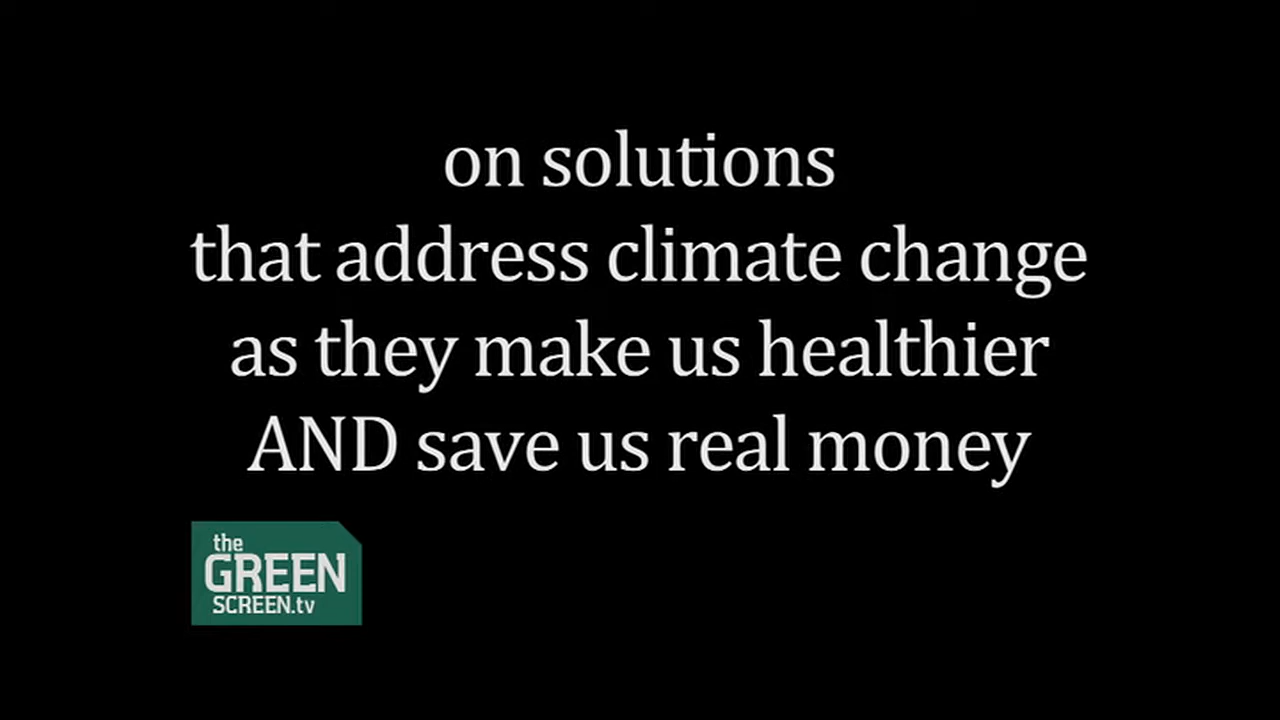 on solutions
that address climate change
as they make us healthier
AND save us real money
the
GREEN
SCREEN.tv